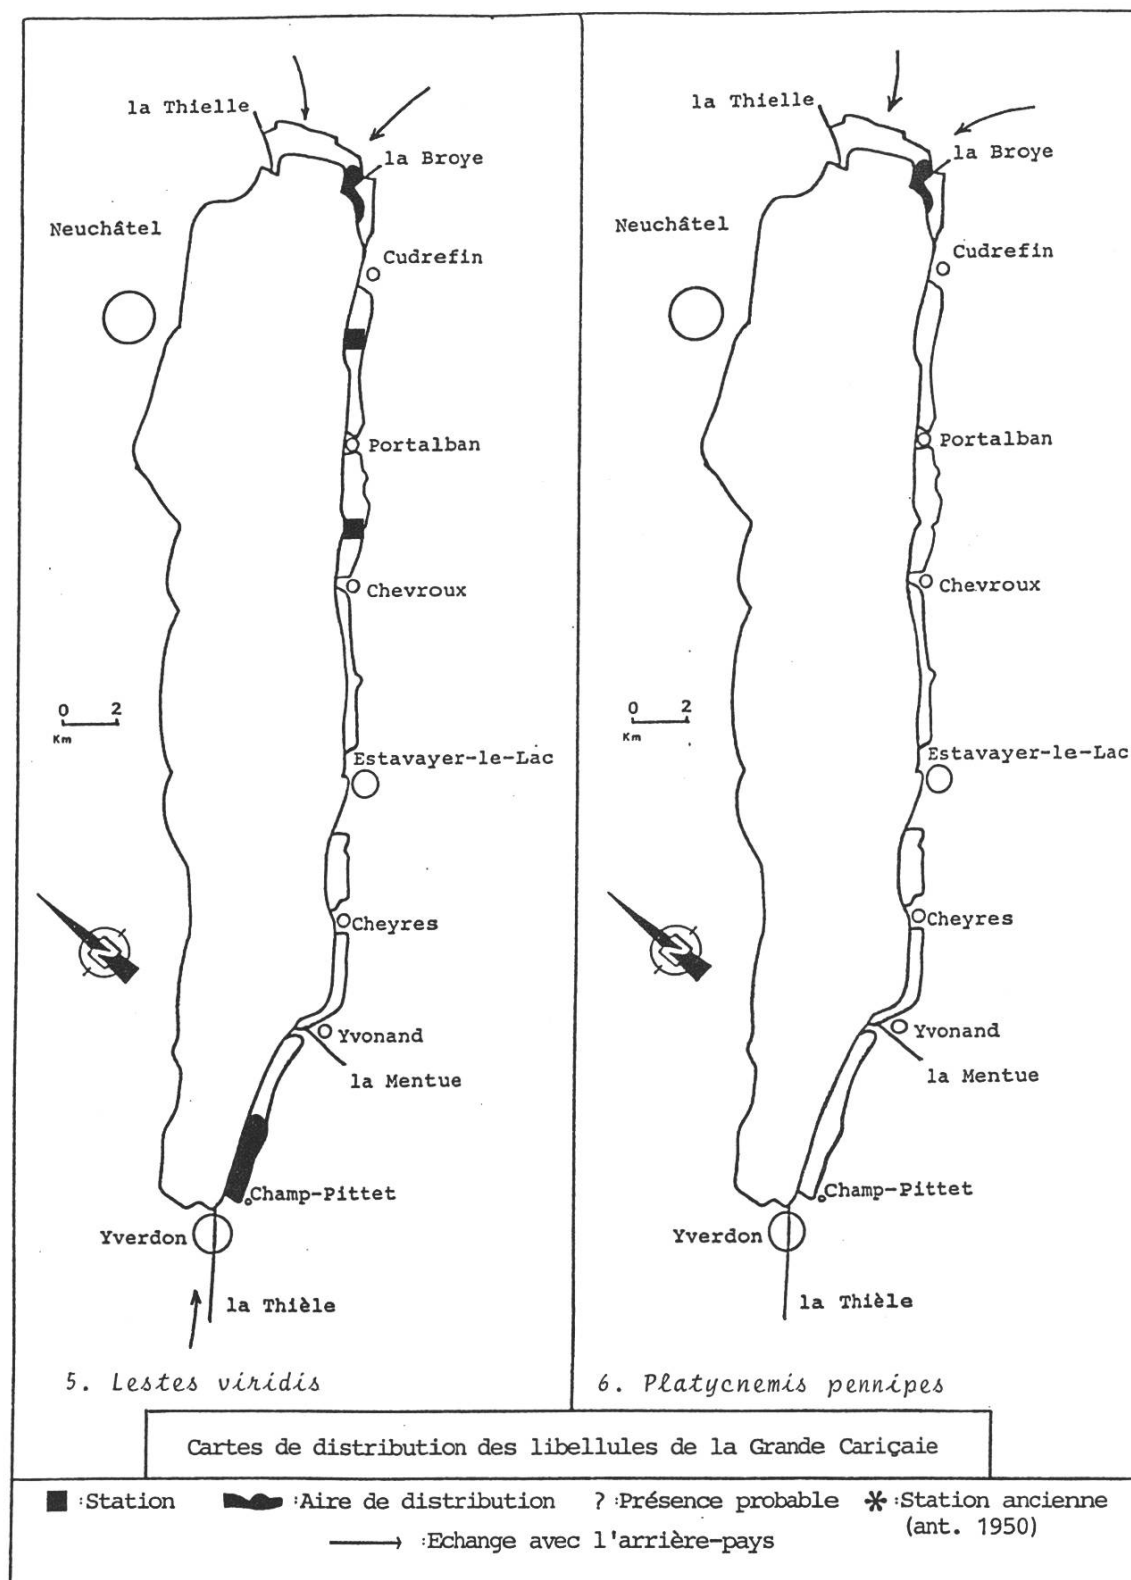 la Thielle
la Broye
Neuchâtel
Cudrefin
Portalban
Chevroux
0 2
Km
Estavayer-le-Lac
N
Cheyres
Yvonand
la Mentue
Champ-Pittet
Yverdon
la Thièle
5. Lestes viridis
la Thielle
la Broye
Neuchâtel
Cudrefin
Portalban
Chevroux
0 2
Km
Estavayer-le-Lac
N
Cheyres
Yvonand
la Mentue
Champ-Pittet
Yverdon
la Thièle
6. Platycnemis pennipes
Cartes de distribution des libellules de la Grande Cariçaie
:Station :Aire de distribution ? :Présence probable * :Station ancienne
(ant. 1950)
:Echange avec l'arrière-pays